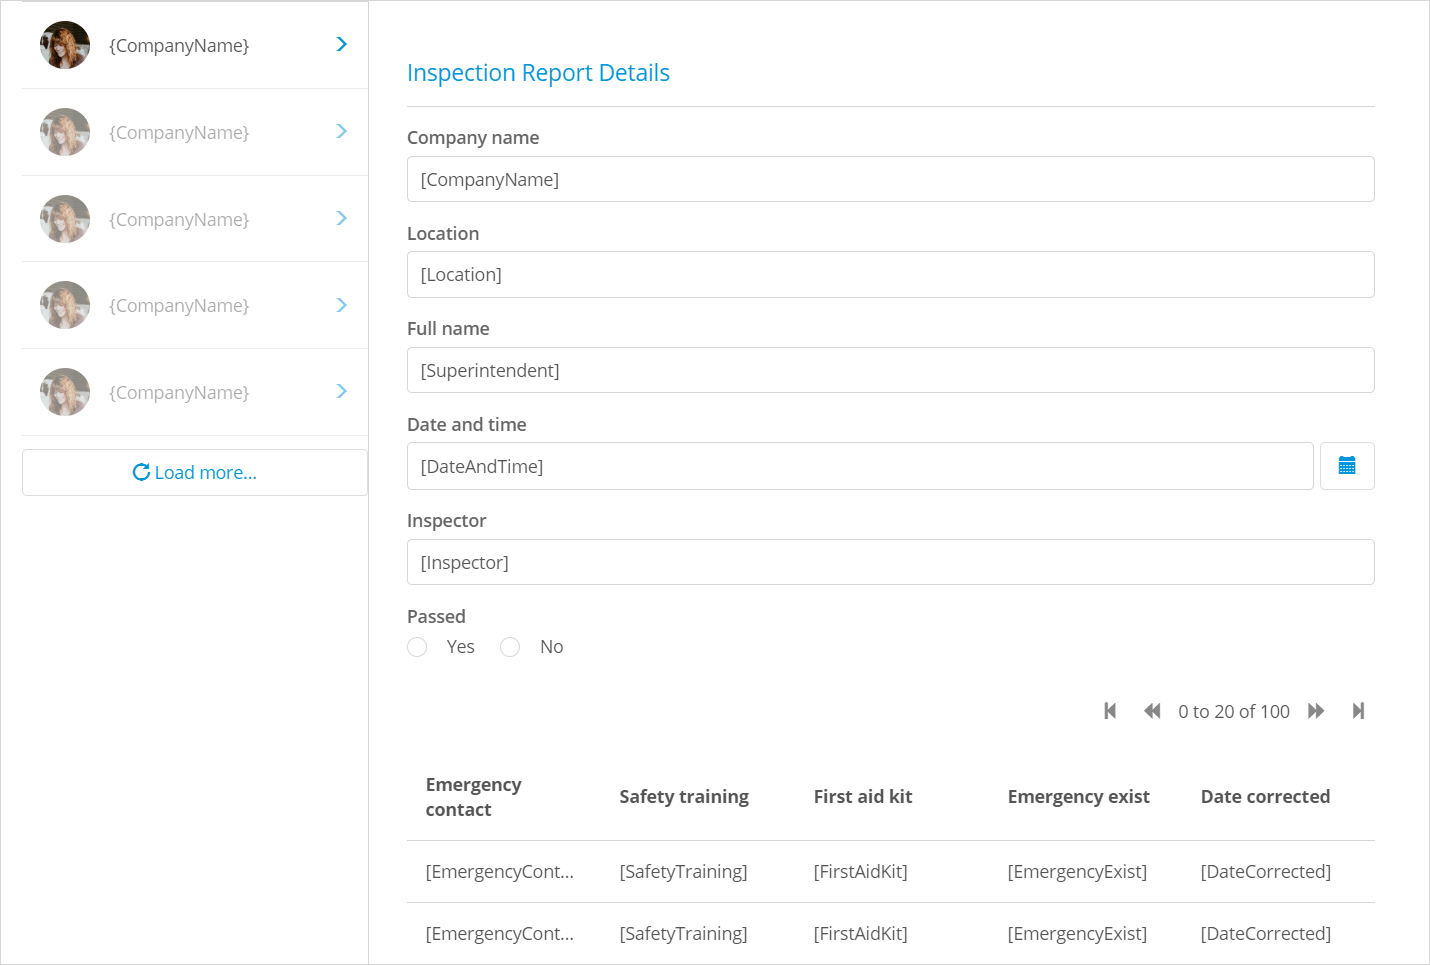 {CompanyName}
{CompanyName}
{CompanyName}
{CompanyName}
{CompanyName}
Load more...
Inspection Report Details
Company name
[CompanyName]
Location
[Location]
Full name
[Superintendent]
Date and time
[DateAndTime]
Inspector
[Inspector]
Passed
Yes No
0 to 20 of 100
Emergency contact Safety training First aid kit Emergency exist Date corrected
[EmergencyCont... [SafetyTraining] [FirstAidKit] [EmergencyExist] [DateCorrected]
[EmergencyCont... [SafetyTraining] [FirstAidKit] [EmergencyExist] [DateCorrected]